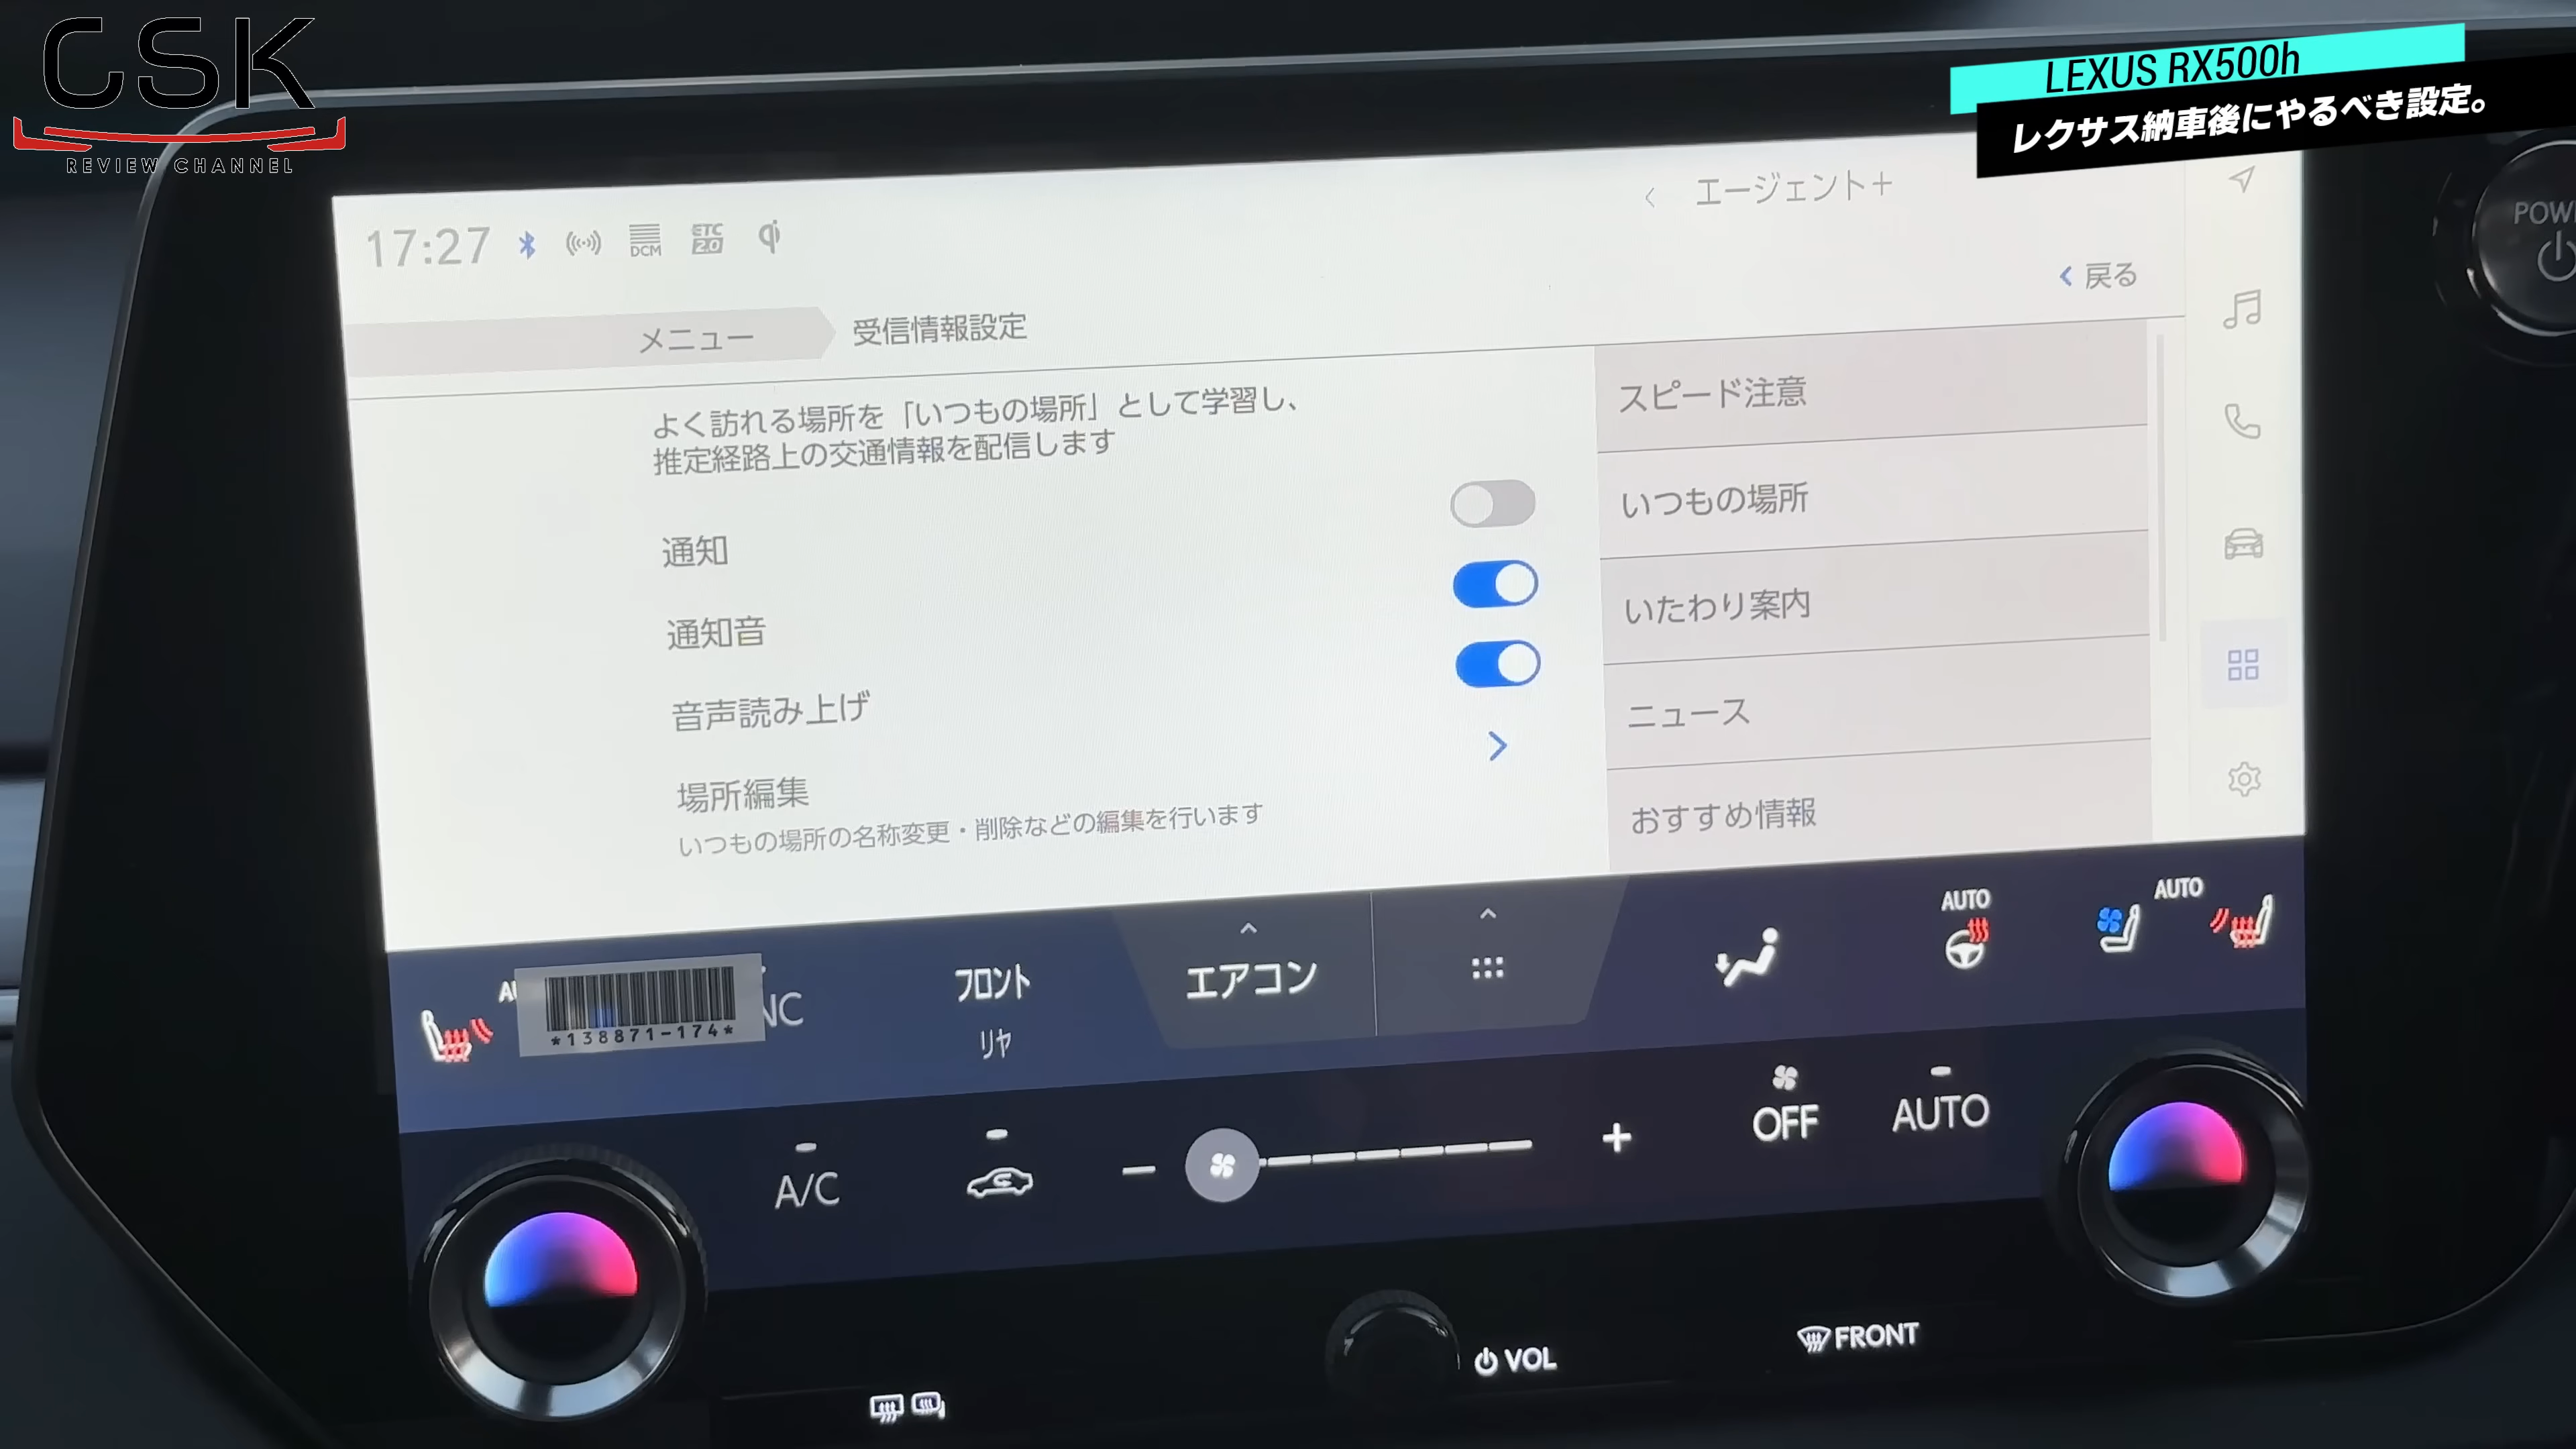 CSK
REVIEW CHANNEL
LEXUS RX500h
レクサス納車後にやるべき設定。
POW
エージェント＋
17:27
DCM
ETC
2.0
戻る
メニュー
受信情報設定
よく訪れる場所を「いつもの場所」として学習し、
推定経路上の交通情報を配信します
通知
通知音
音声読み上げ
場所編集
いつもの場所の名称変更・削除などの編集を行います
スピード注意
いつもの場所
いたわり案内
ニュース
おすすめ情報
*138871-174*
NC
フロント
リヤ
エアコン
AUTO
AUTO
A/C
OFF
AUTO
VOL
FRONT